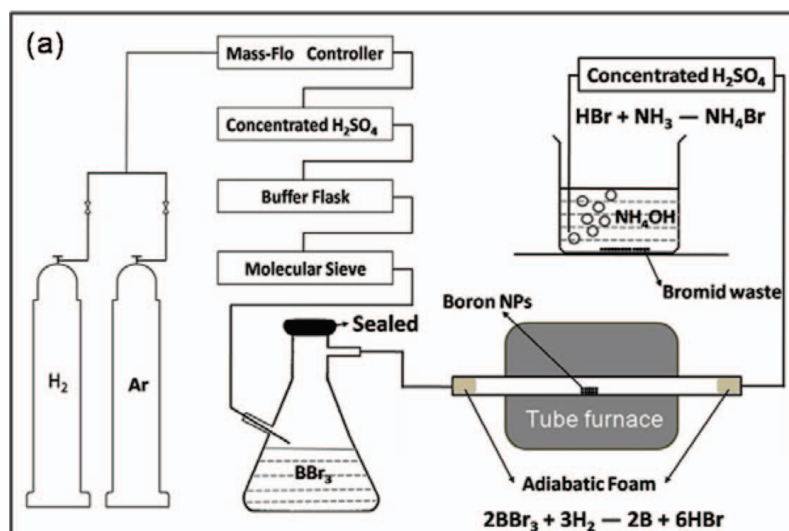 (a)
Mass-Flo Controller
Concentrated H₂SO₄
Buffer Flask
Molecular Sieve
H₂
Ar
Sealed
BBr₃
Concentrated H₂SO₄
HBr + NH₃ — NH₄Br
NH₄OH
Bromid waste
Boron NPs
Tube furnace
Adiabatic Foam
2BBr₃ + 3H₂ — 2B + 6HBr